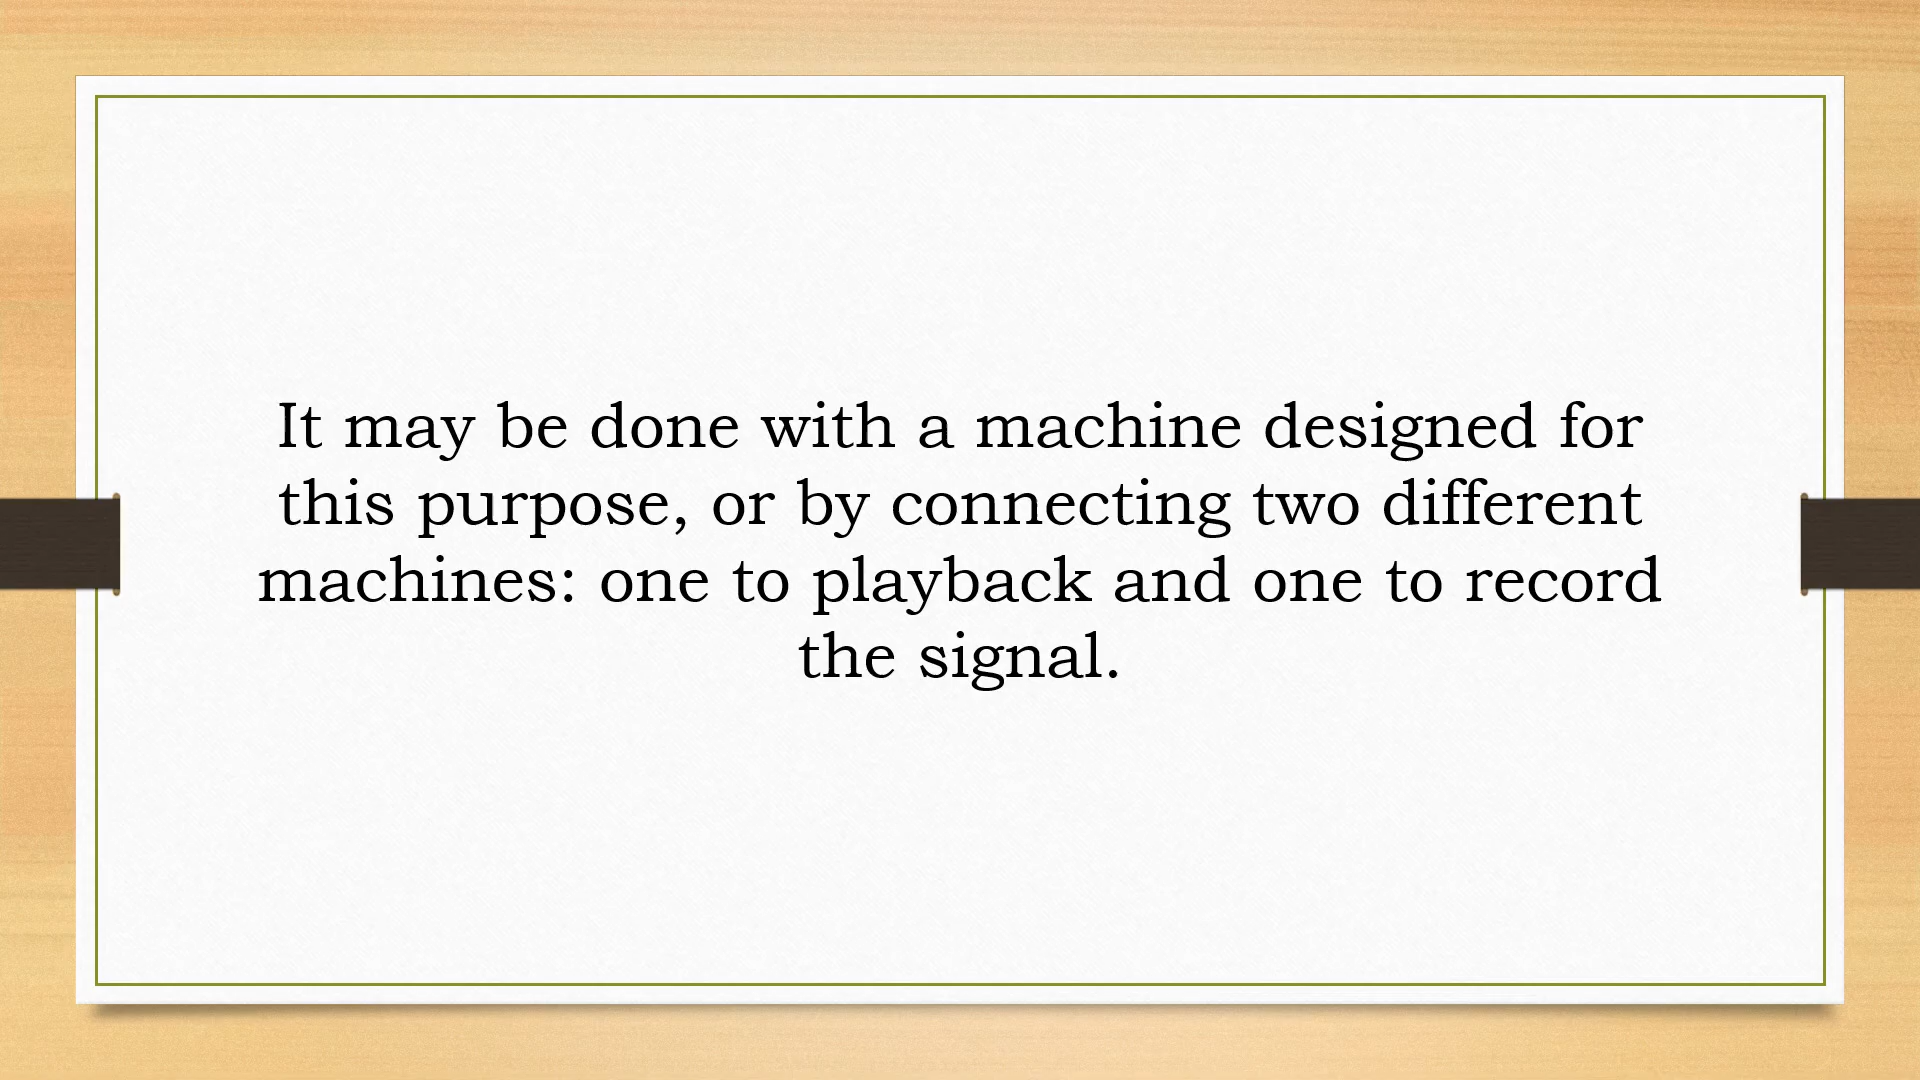 It may be done with a machine designed for
this purpose, or by connecting two different
machines: one to playback and one to record
the signal.